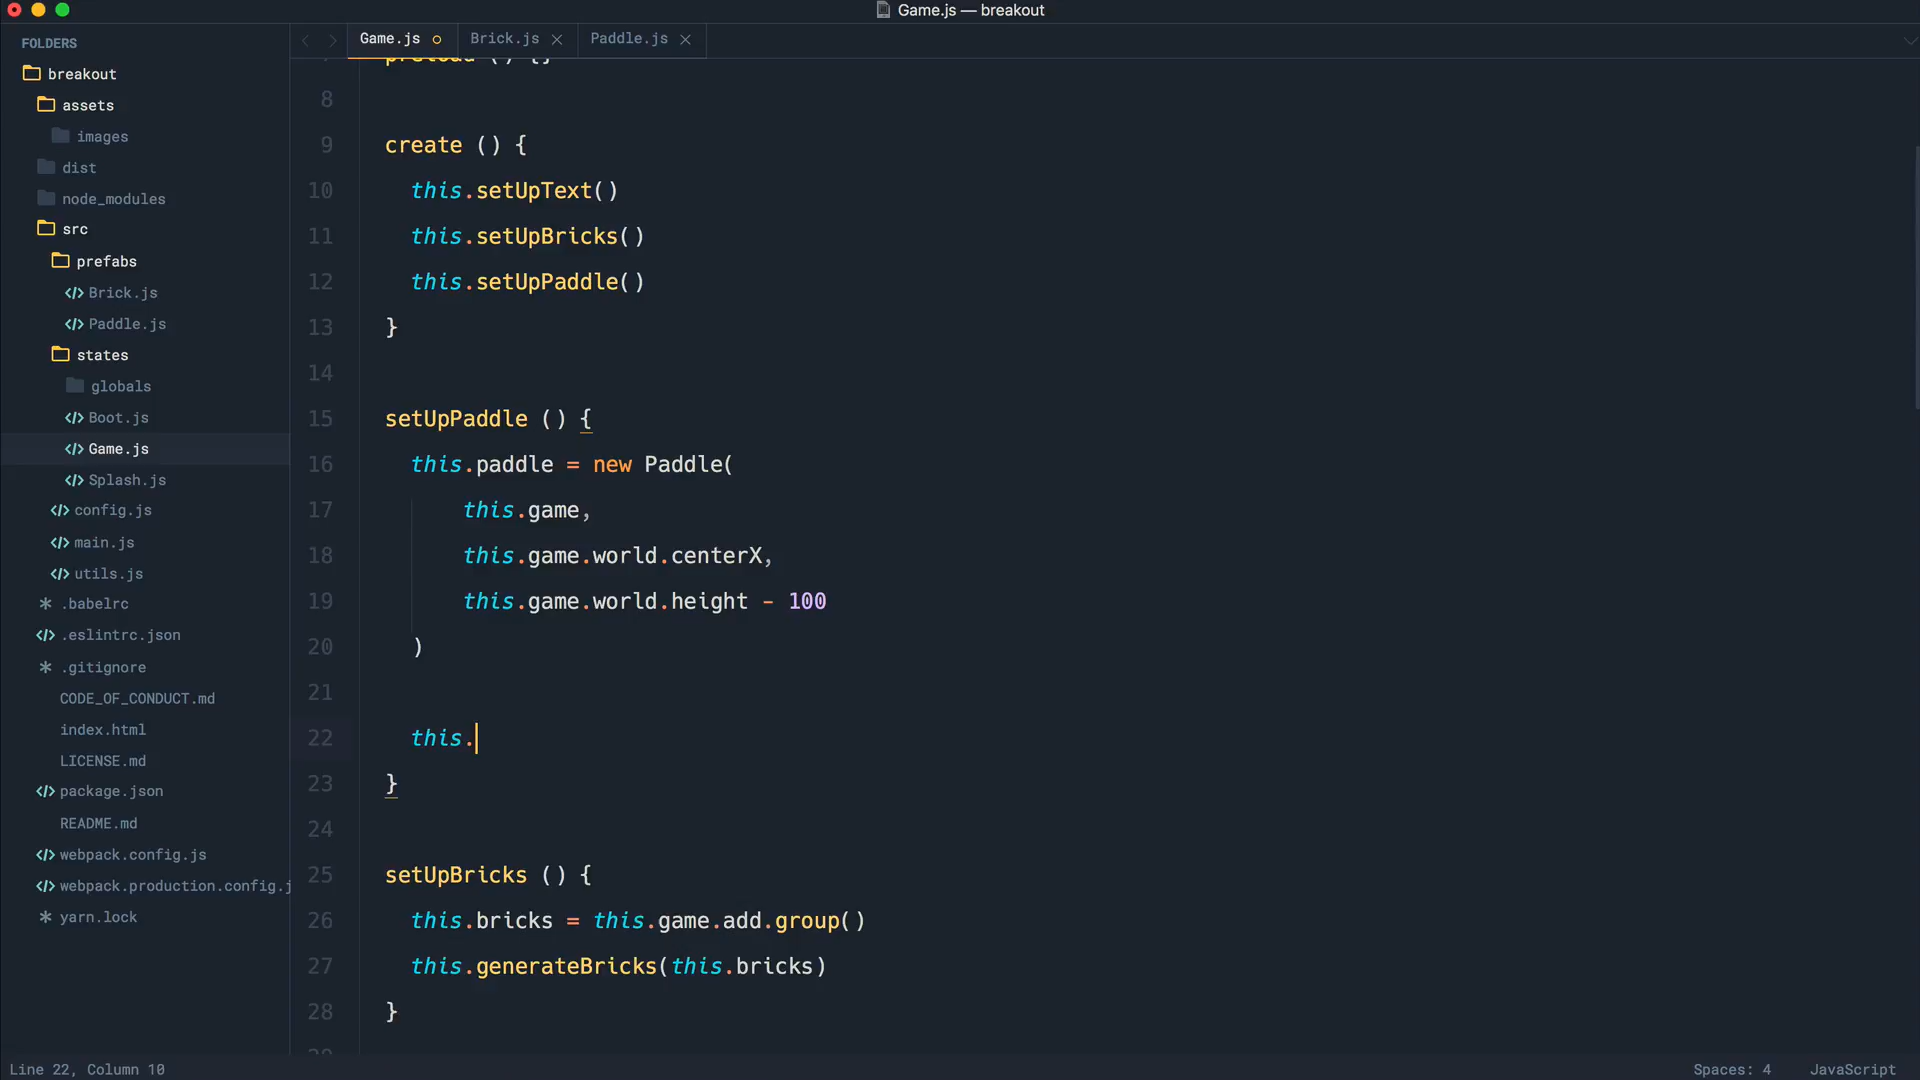 Game.js — breakout
FOLDERS
breakout
assets
images
dist
node_modules
src
prefabs
</> Brick.js
</> Paddle.js
states
globals
</> Boot.js
</> Game.js
</> Splash.js
</> config.js
</> main.js
</> utils.js
* .babelrc
</> .eslintrc.json
* .gitignore
CODE_OF_CONDUCT.md
index.html
LICENSE.md
</> package.json
README.md
</> webpack.config.js
</> webpack.production.config.j
* yarn.lock
Game.js Brick.js Paddle.js
preload () {}
8
9 create () {
10 this.setUpText()
11 this.setUpBricks()
12 this.setUpPaddle()
13 }
14
15 setUpPaddle () {
16 this.paddle = new Paddle(
17 this.game,
18 this.game.world.centerX,
19 this.game.world.height - 100
20 )
21
22 this.
23 }
24
25 setUpBricks () {
26 this.bricks = this.game.add.group()
27 this.generateBricks(this.bricks)
28 }
Line 22, Column 10
Spaces: 4 JavaScript